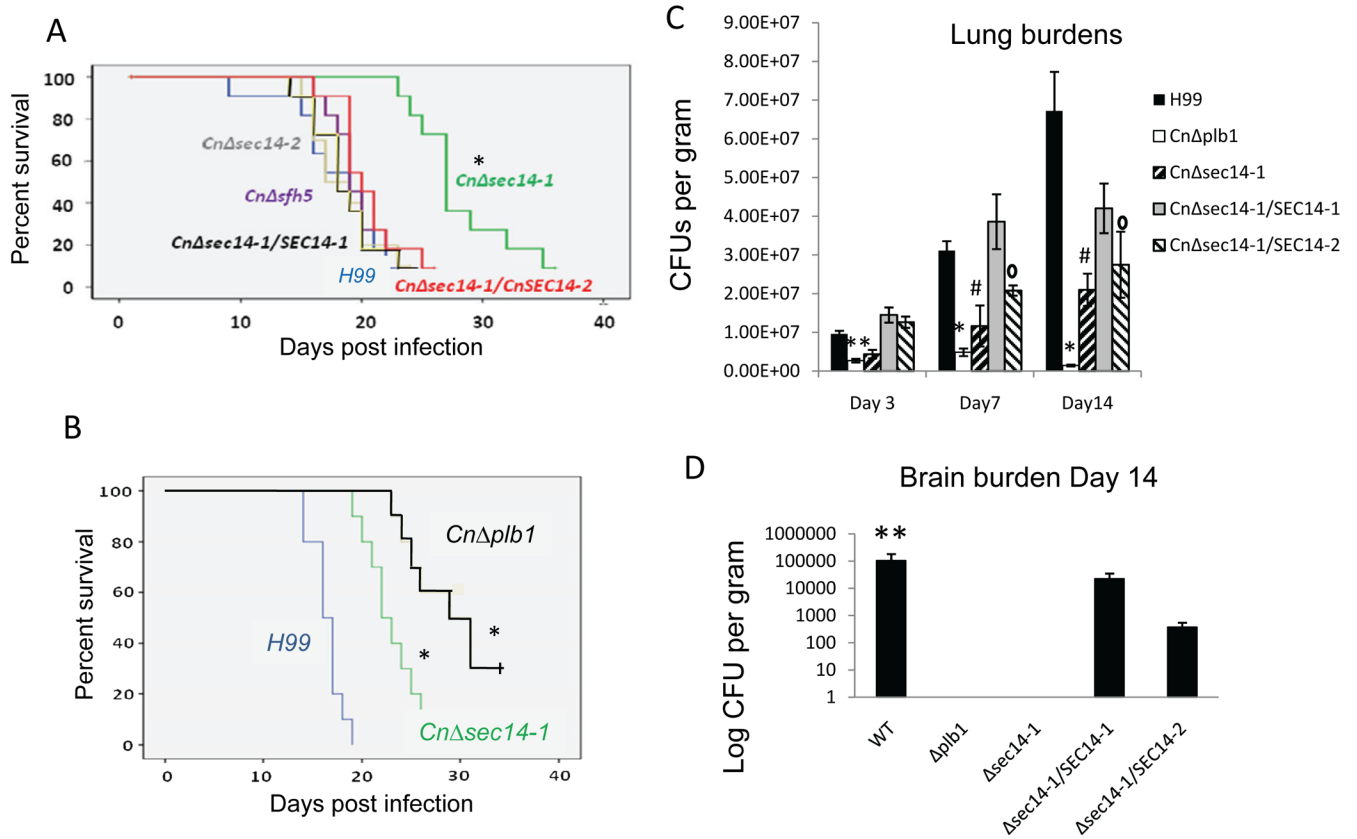 A
Percent survival
100
80
60
40
20
0
CnΔsec14-2
CnΔsfh5
CnΔsec14-1/SEC14-1
H99
*
CnΔsec14-1
CnΔsec14-1/CnSEC14-2
0 10 20 30 40
Days post infection
B
Percent survival
100
80
60
40
20
0
H99
CnΔplb1
*
*
CnΔsec14-1
0 10 20 30 40
Days post infection
C
Lung burdens
CFUs per gram
9.00E+07
8.00E+07
7.00E+07
6.00E+07
5.00E+07
4.00E+07
3.00E+07
2.00E+07
1.00E+07
0.00E+00
** * # o * # o
Day 3 Day7 Day14
H99
CnΔplb1
CnΔsec14-1
CnΔsec14-1/SEC14-1
CnΔsec14-1/SEC14-2
D
Brain burden Day 14
Log CFU per gram
1000000
100000
10000
1000
100
10
1
**
WT
Δplb1
Δsec14-1
Δsec14-1/SEC14-1
Δsec14-1/SEC14-2